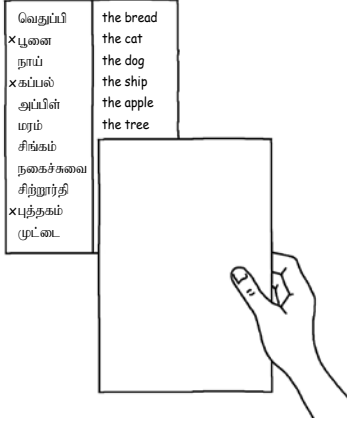 வெதுப்பி the bread
×பூனை the cat
நாய் the dog
×கப்பல் the ship
அப்பிள் the apple
மரம் the tree
சிங்கம்
நகைச்சுவை
சிற்றூர்தி
×புத்தகம்
முட்டை